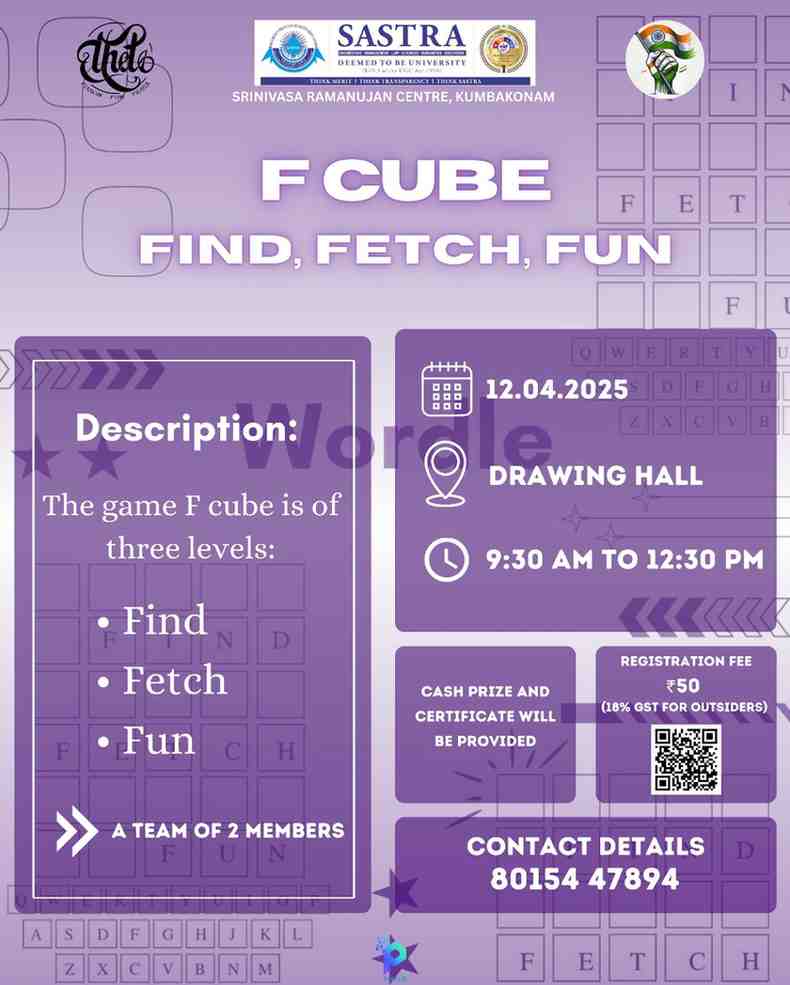 Theta
SASTRA
DEEMED TO BE UNIVERSITY
THINK MERIT | THINK TRANSPARENCY | THINK SASTRA
SRINIVASA RAMANUJAN CENTRE, KUMBAKONAM
I N
F CUBE
F E T
FIND, FETCH, FUN
F U
Q W E R T Y U
12.04.2025
S D F G H
Z X C V B
Wordle
Description:
DRAWING HALL
The game F cube is of
three levels:
9:30 AM TO 12:30 PM
• Find
F I N D
• Fetch
• Fun
F E T C H
CASH PRIZE AND
CERTIFICATE WILL
BE PROVIDED
REGISTRATION FEE
₹50
(18% GST FOR OUTSIDERS)
A TEAM OF 2 MEMBERS
F U N
CONTACT DETAILS
80154 47894
D
Q W E R T Y U I O P
A S D F G H J K L
Z X C V B N M
F E T C H